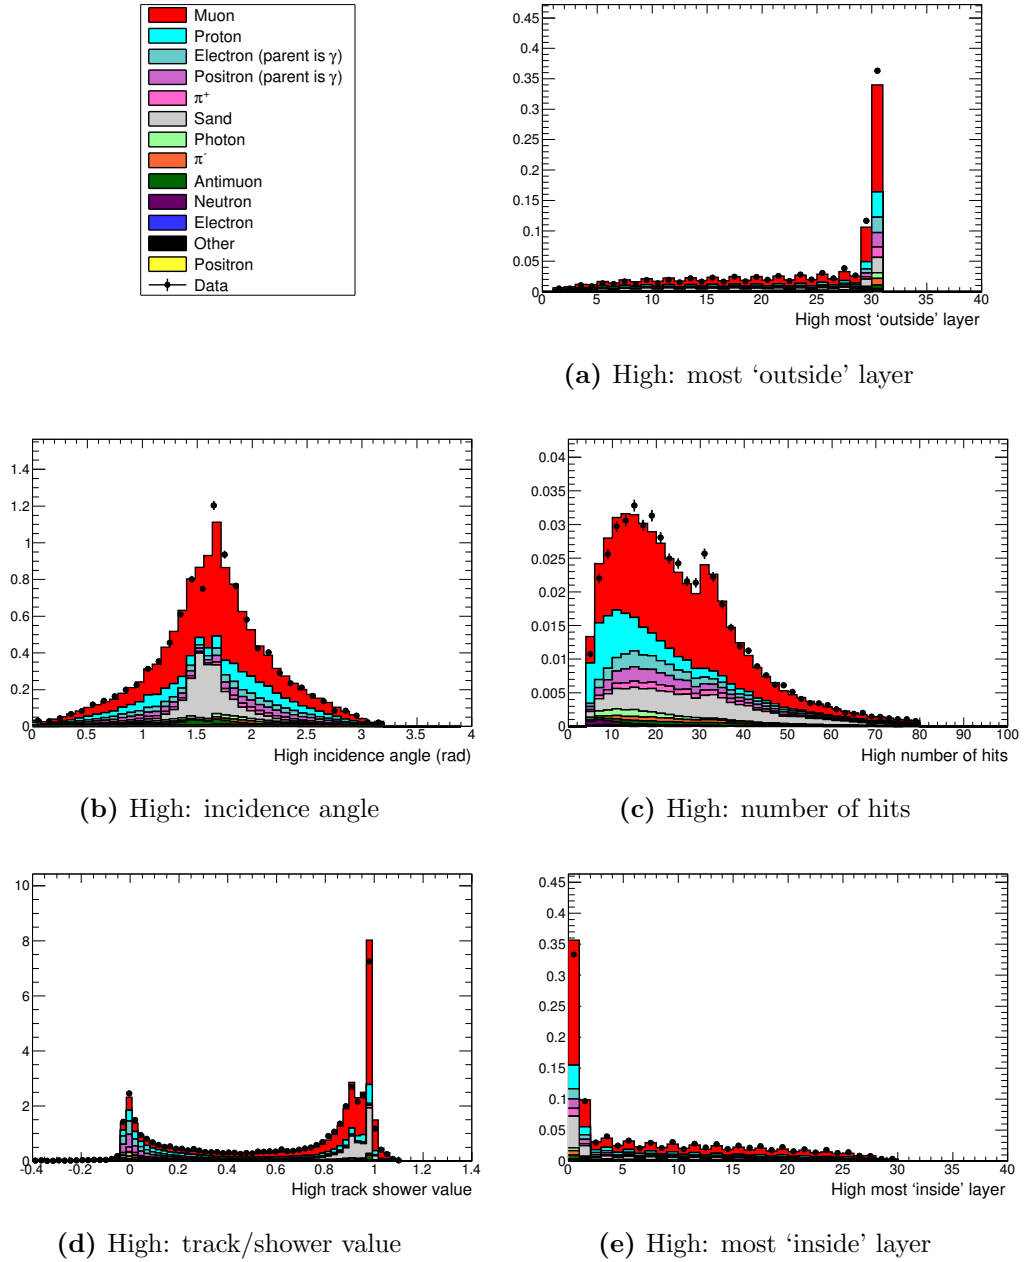 Muon
Proton
Electron (parent is γ)
Positron (parent is γ)
π+
Sand
Photon
π-
Antimuon
Neutron
Electron
Other
Positron
Data
0.45
0.4
0.35
0.3
0.25
0.2
0.15
0.1
0.05
0
0 5 10 15 20 25 30 35 40
High most ‘outside’ layer
(a) High: most ‘outside’ layer
1.4
1.2
1
0.8
0.6
0.4
0.2
0
0 0.5 1 1.5 2 2.5 3 3.5 4
High incidence angle (rad)
(b) High: incidence angle
0.04
0.035
0.03
0.025
0.02
0.015
0.01
0.005
0
0 10 20 30 40 50 60 70 80 90 100
High number of hits
(c) High: number of hits
10
8
6
4
2
0
-0.4 -0.2 0 0.2 0.4 0.6 0.8 1.0 1.2 1.4
High track shower value
(d) High: track/shower value
0.45
0.4
0.35
0.3
0.25
0.2
0.15
0.1
0.05
0
0 5 10 15 20 25 30 35 40
High most ‘inside’ layer
(e) High: most ‘inside’ layer